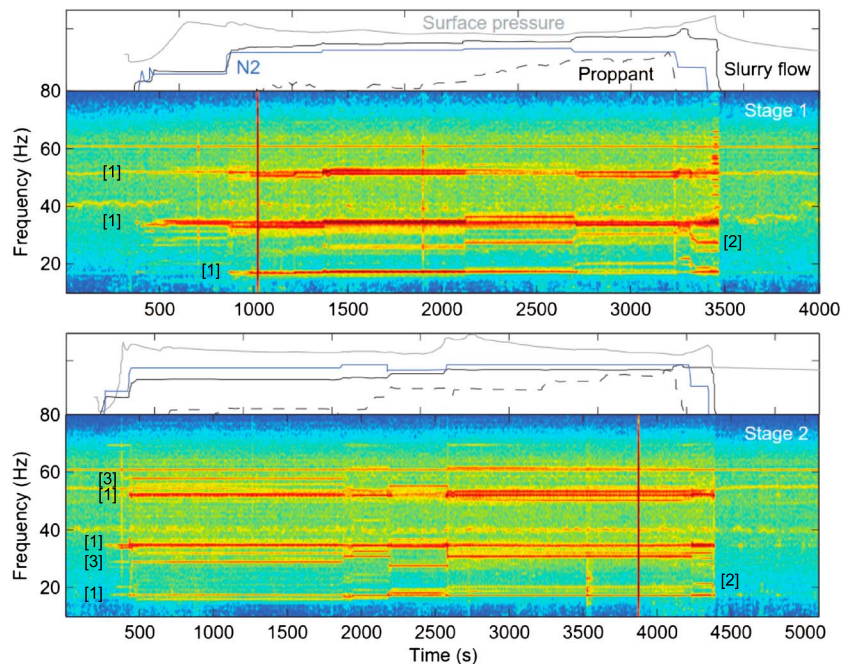 Surface pressure
N2
Proppant
Slurry flow
80
60
40
20
Frequency (Hz)
Stage 1
[1]
[1]
[1]
[2]
500 1000 1500 2000 2500 3000 3500 4000
80
60
40
20
Frequency (Hz)
Stage 2
[3]
[1]
[1]
[3]
[1]
[2]
500 1000 1500 2000 2500 3000 3500 4000 4500 5000
Time (s)